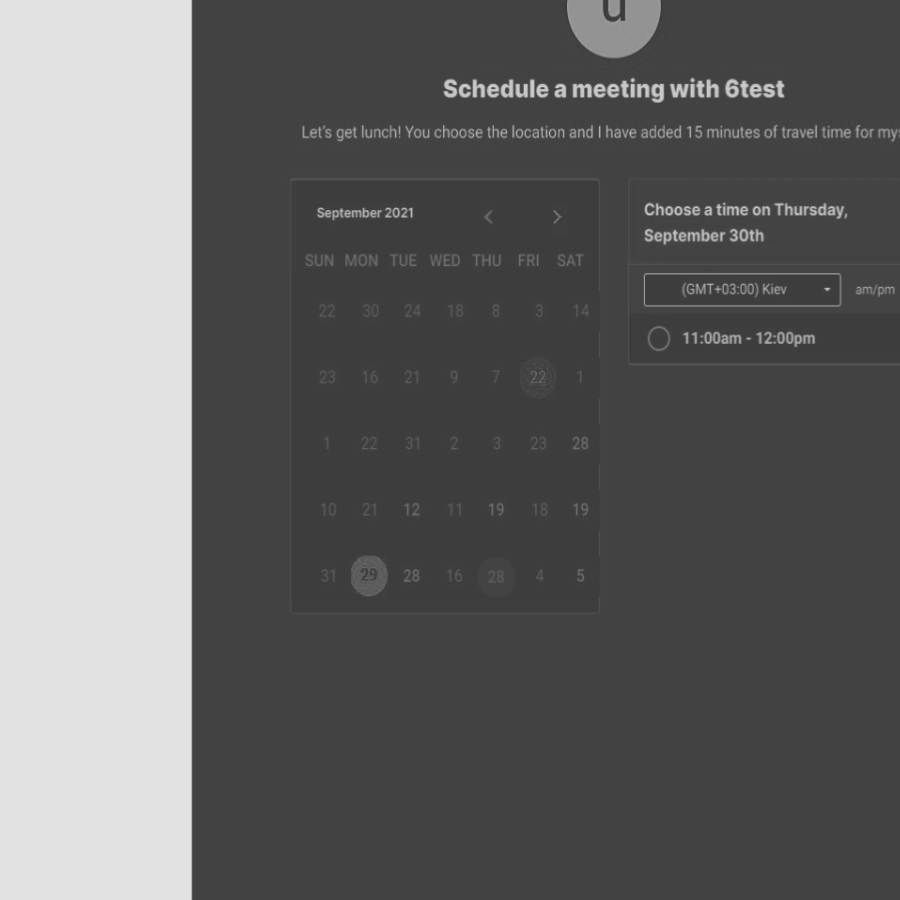 u
Schedule a meeting with 6test
Let's get lunch! You choose the location and I have added 15 minutes of travel time for my
September 2021
SUN MON TUE WED THU FRI SAT
22 30 24 18 8 3 14
23 16 21 9 7 22 1
1 22 31 2 3 23 28
10 21 12 11 19 18 19
31 29 28 16 28 4 5
Choose a time on Thursday,
September 30th
(GMT+03:00) Kiev am/pm
11:00am - 12:00pm